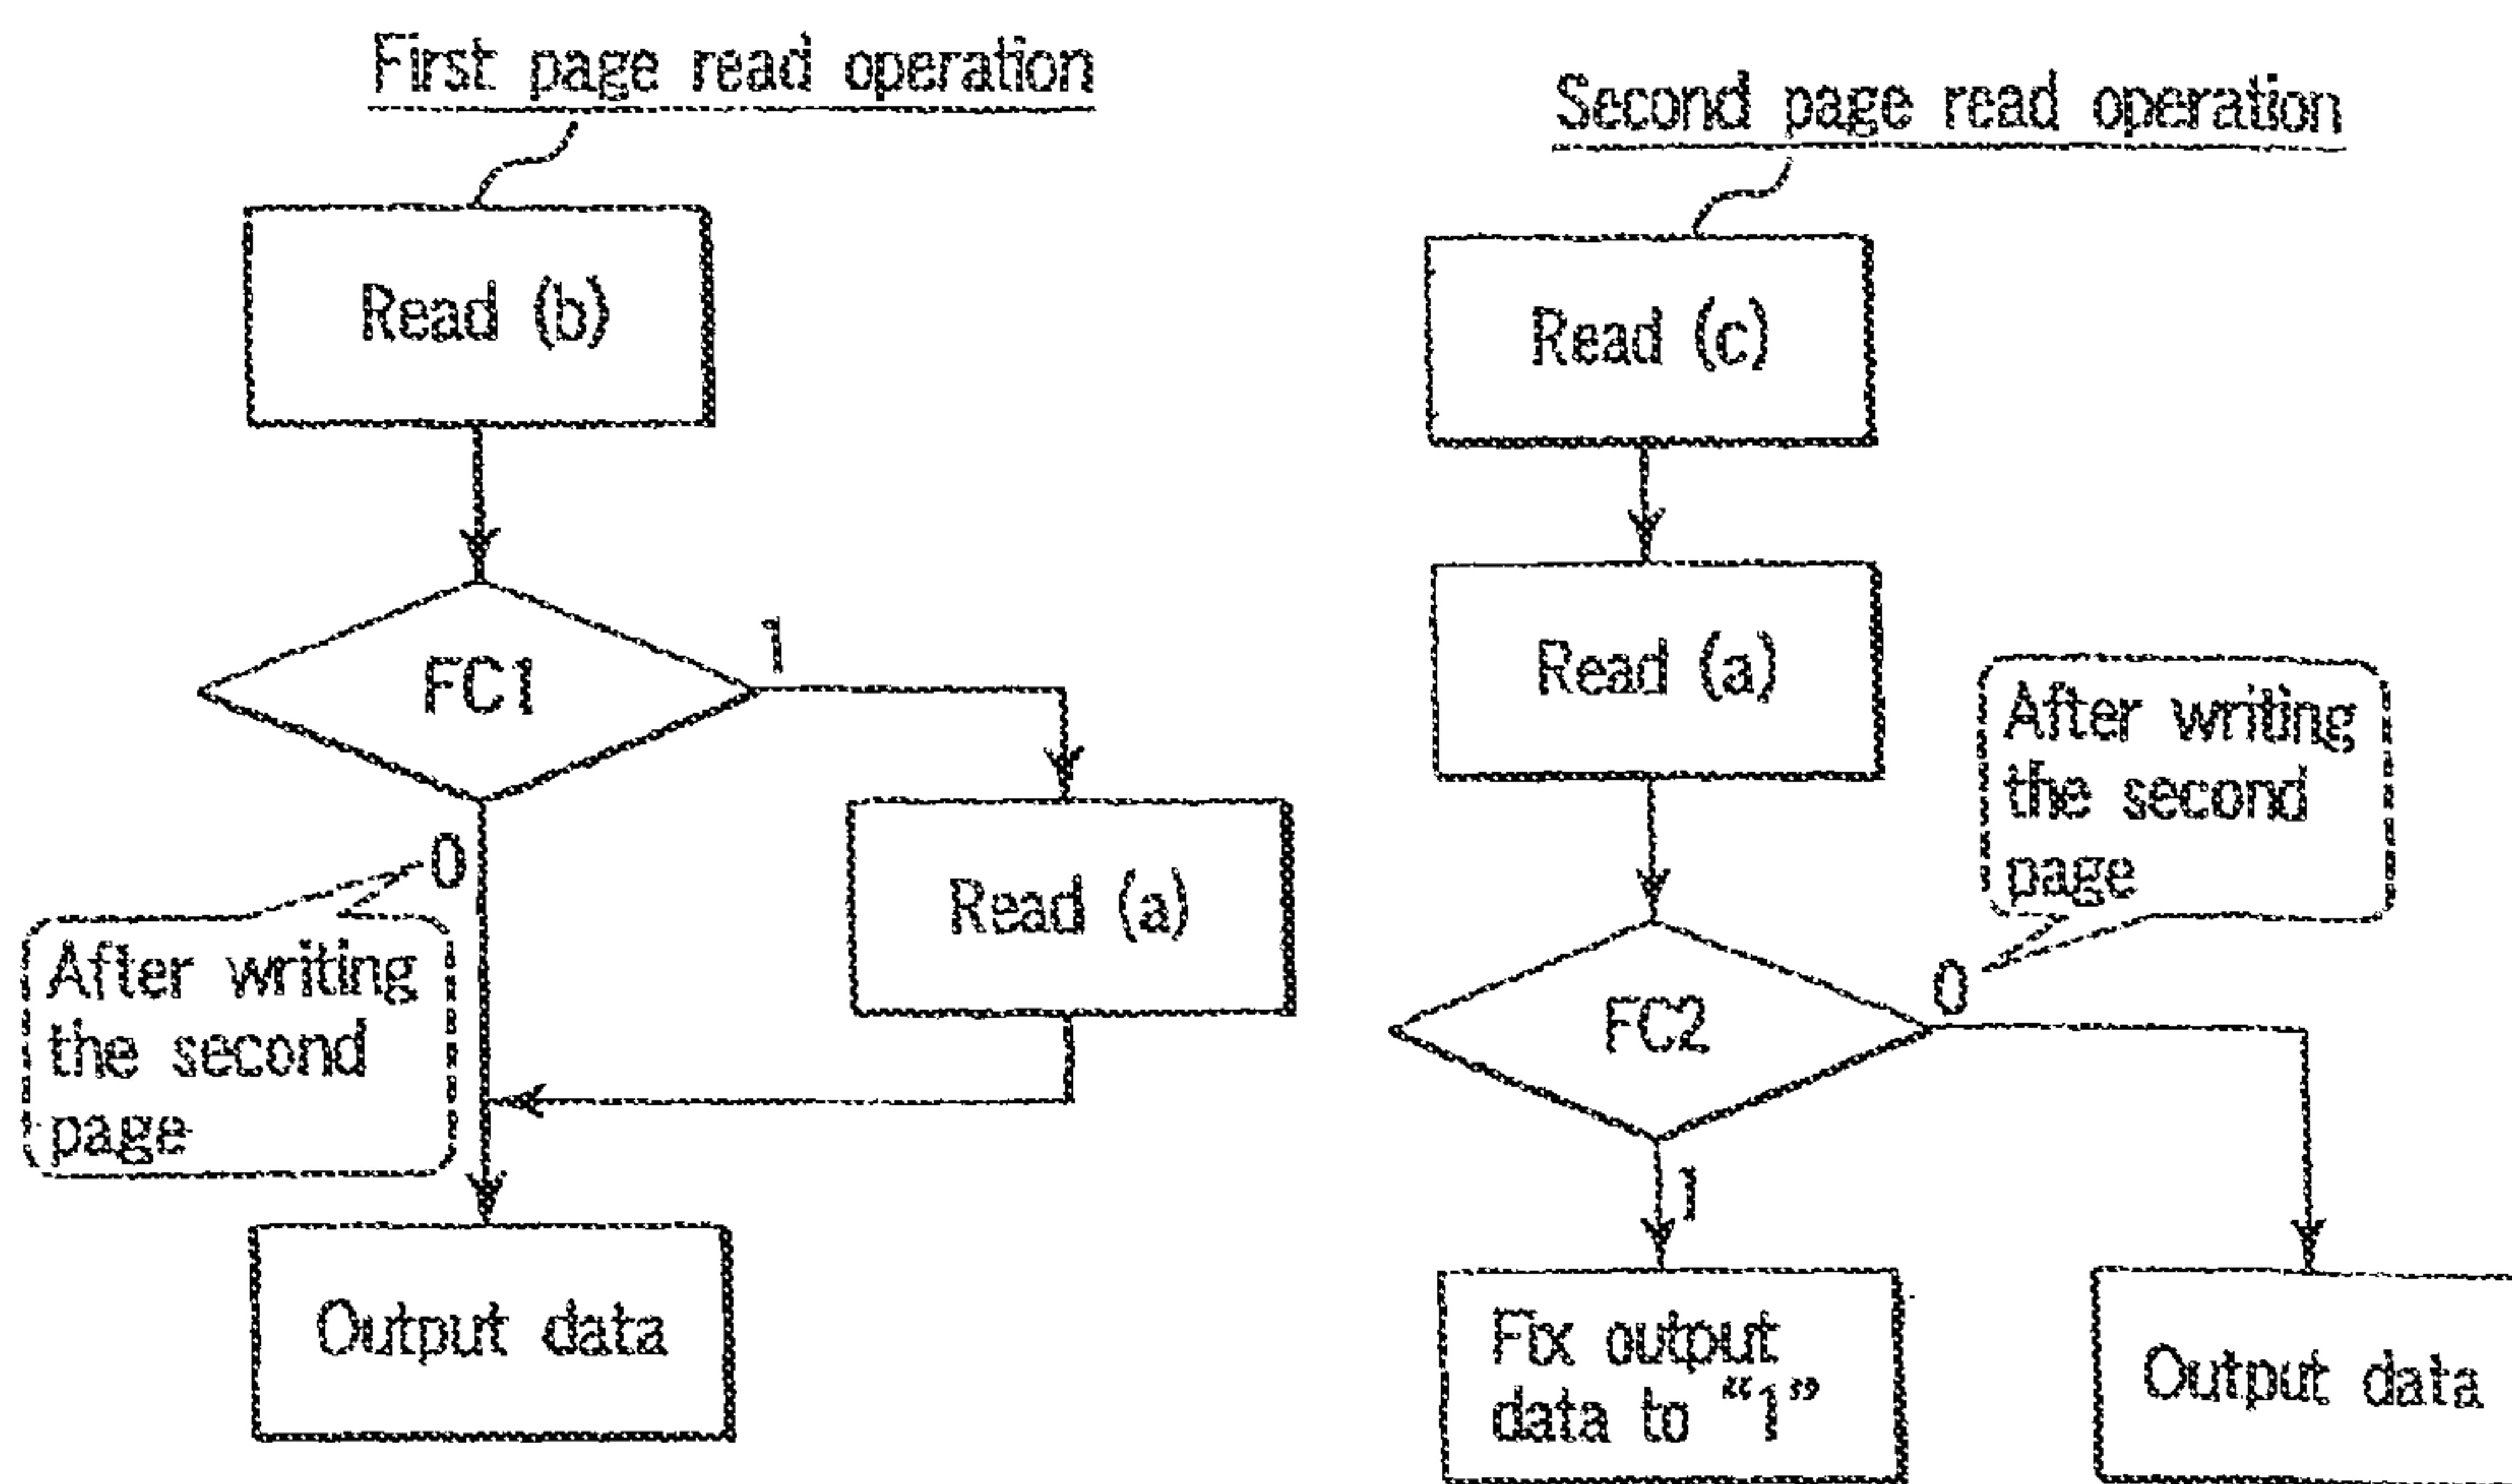 First page read operation
Read (b)
FC1
1
0
Read (a)
After writing
the second
page
Output data
Second page read operation
Read (c)
Read (a)
After writing
the second
page
FC2
0
1
Fix output
data to “1”
Output data